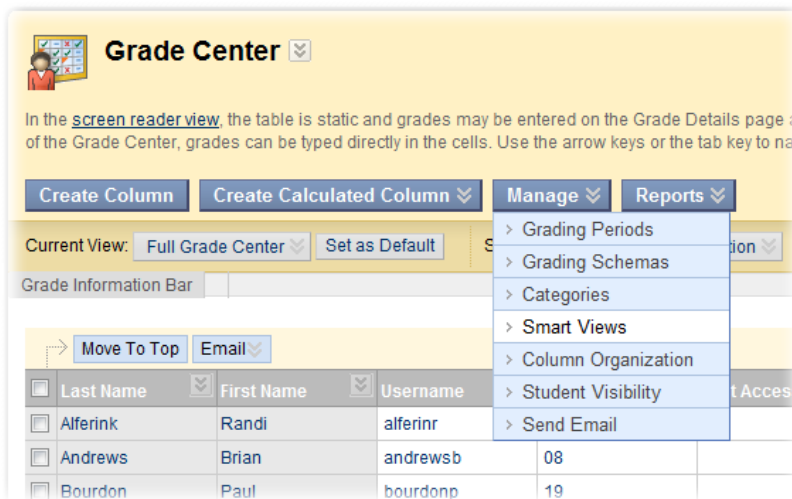 Grade Center
In the screen reader view, the table is static and grades may be entered on the Grade Details page
of the Grade Center, grades can be typed directly in the cells. Use the arrow keys or the tab key to
Create Column Create Calculated Column Manage Reports
Current View: Full Grade Center Set as Default
> Grading Periods
> Grading Schemas
> Categories
> Smart Views
> Column Organization
> Student Visibility
> Send Email
Grade Information Bar
Move To Top Email
Last Name First Name Username
Alferink Randi alferinr
Andrews Brian andrewsb 08
Bourdon Paul bourdonp 19